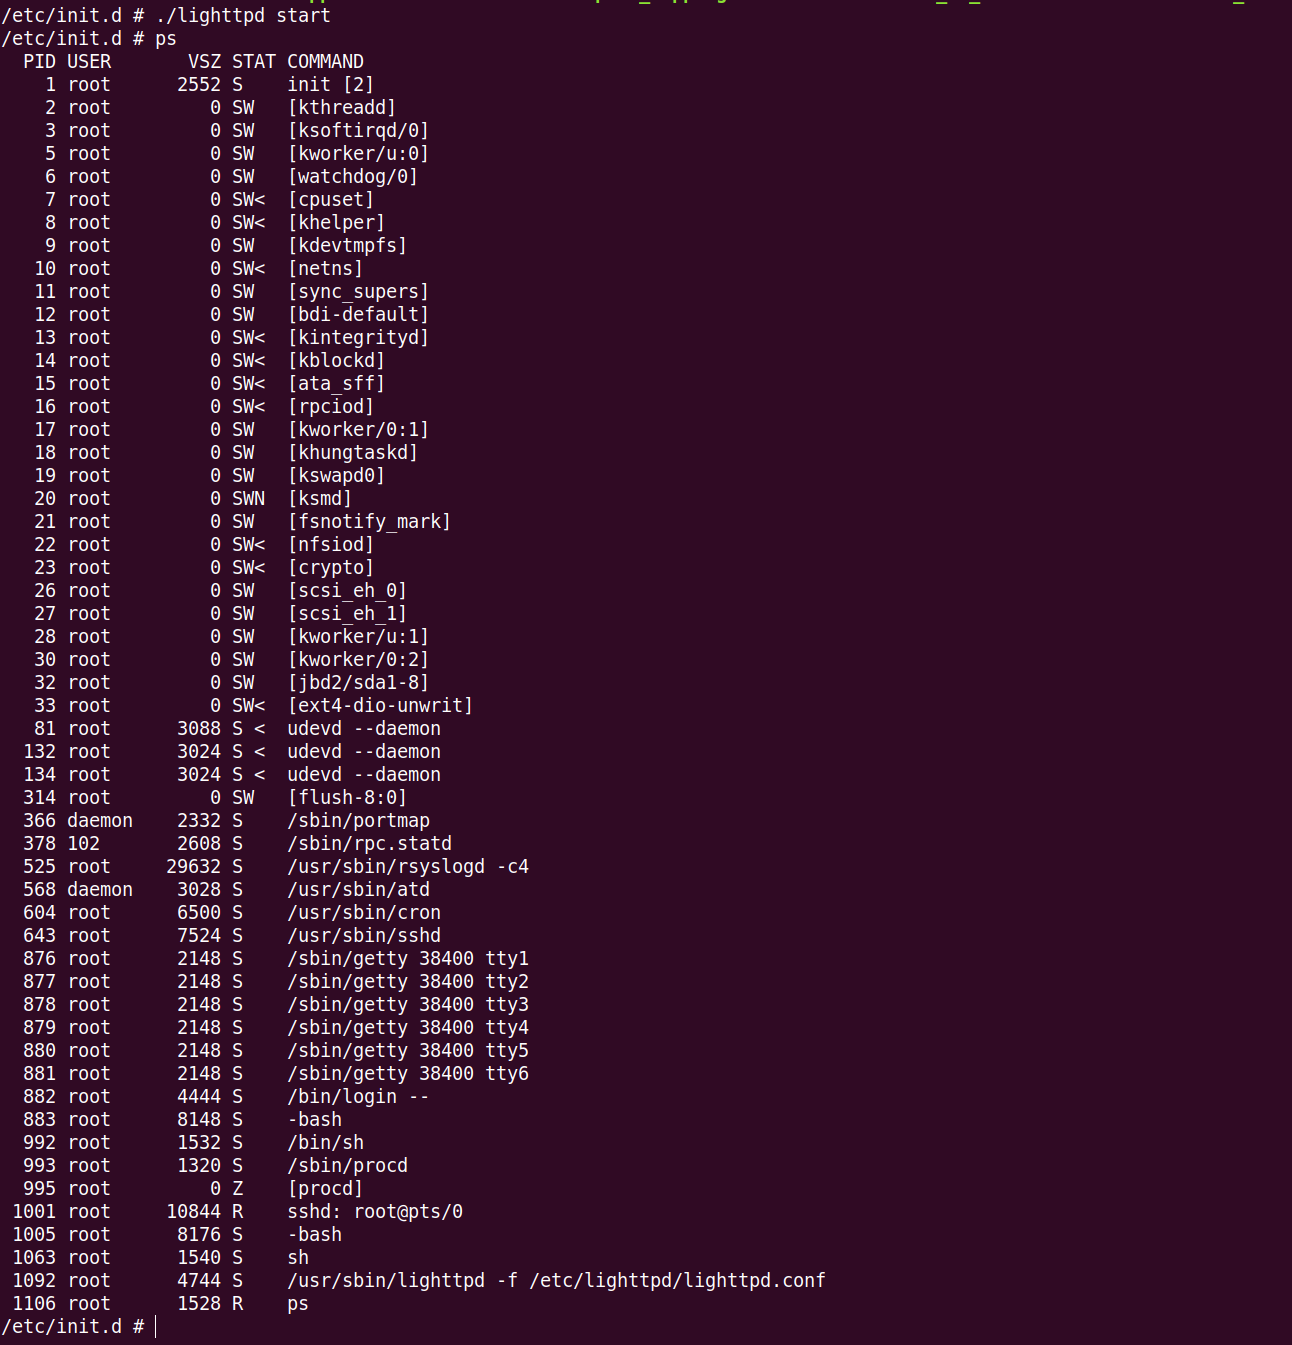 /etc/init.d # ./lighttpd start
/etc/init.d # ps
  PID USER       VSZ STAT COMMAND
    1 root      2552 S    init [2]
    2 root         0 SW   [kthreadd]
    3 root         0 SW   [ksoftirqd/0]
    5 root         0 SW   [kworker/u:0]
    6 root         0 SW   [watchdog/0]
    7 root         0 SW<  [cpuset]
    8 root         0 SW<  [khelper]
    9 root         0 SW   [kdevtmpfs]
   10 root         0 SW<  [netns]
   11 root         0 SW   [sync_supers]
   12 root         0 SW   [bdi-default]
   13 root         0 SW<  [kintegrityd]
   14 root         0 SW<  [kblockd]
   15 root         0 SW<  [ata_sff]
   16 root         0 SW<  [rpciod]
   17 root         0 SW   [kworker/0:1]
   18 root         0 SW   [khungtaskd]
   19 root         0 SW   [kswapd0]
   20 root         0 SWN  [ksmd]
   21 root         0 SW   [fsnotify_mark]
   22 root         0 SW<  [nfsiod]
   23 root         0 SW<  [crypto]
   26 root         0 SW   [scsi_eh_0]
   27 root         0 SW   [scsi_eh_1]
   28 root         0 SW   [kworker/u:1]
   30 root         0 SW   [kworker/0:2]
   32 root         0 SW   [jbd2/sda1-8]
   33 root         0 SW<  [ext4-dio-unwrit]
   81 root      3088 S <  udevd --daemon
  132 root      3024 S <  udevd --daemon
  134 root      3024 S <  udevd --daemon
  314 root         0 SW   [flush-8:0]
  366 daemon    2332 S    /sbin/portmap
  378 102       2608 S    /sbin/rpc.statd
  525 root     29632 S    /usr/sbin/rsyslogd -c4
  568 daemon    3028 S    /usr/sbin/atd
  604 root      6500 S    /usr/sbin/cron
  643 root      7524 S    /usr/sbin/sshd
  876 root      2148 S    /sbin/getty 38400 tty1
  877 root      2148 S    /sbin/getty 38400 tty2
  878 root      2148 S    /sbin/getty 38400 tty3
  879 root      2148 S    /sbin/getty 38400 tty4
  880 root      2148 S    /sbin/getty 38400 tty5
  881 root      2148 S    /sbin/getty 38400 tty6
  882 root      4444 S    /bin/login --
  883 root      8148 S    -bash
  992 root      1532 S    /bin/sh
  993 root      1320 S    /sbin/procd
  995 root         0 Z    [procd]
 1001 root     10844 R    sshd: root@pts/0
 1005 root      8176 S    -bash
 1063 root      1540 S    sh
 1092 root      4744 S    /usr/sbin/lighttpd -f /etc/lighttpd/lighttpd.conf
 1106 root      1528 R    ps
/etc/init.d #